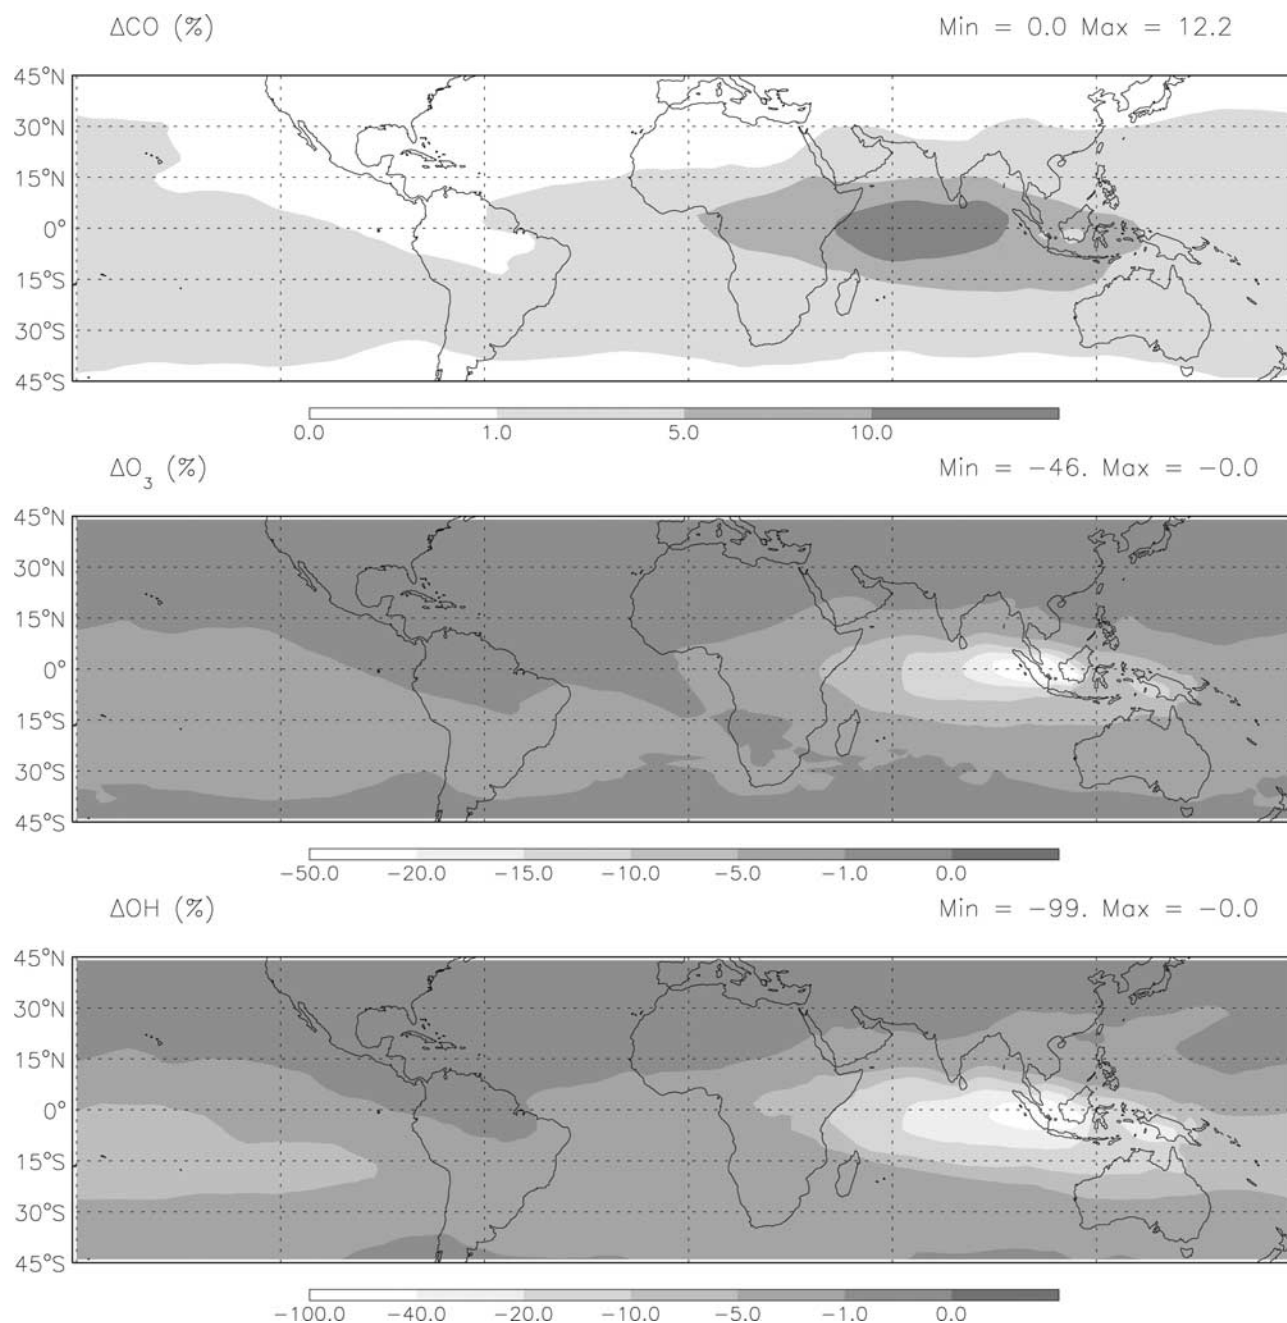 ΔCO (%) Min = 0.0 Max = 12.2
45°N
30°N
15°N
0°
15°S
30°S
45°S
0.0 1.0 5.0 10.0
ΔO₃ (%) Min = −46. Max = −0.0
45°N
30°N
15°N
0°
15°S
30°S
45°S
−50.0 −20.0 −15.0 −10.0 −5.0 −1.0 0.0
ΔOH (%) Min = −99. Max = −0.0
45°N
30°N
15°N
0°
15°S
30°S
45°S
−100.0 −40.0 −20.0 −10.0 −5.0 −1.0 0.0